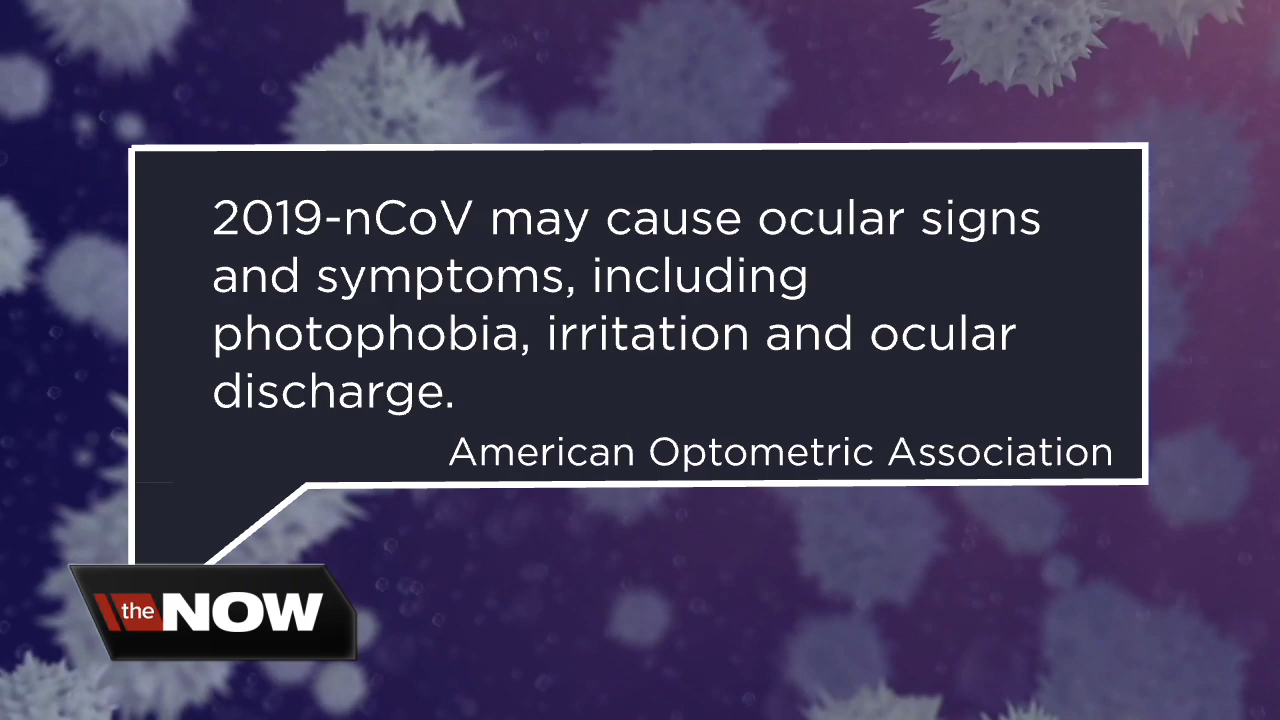 2019-nCoV may cause ocular signs
and symptoms, including
photophobia, irritation and ocular
discharge.
American Optometric Association
the NOW